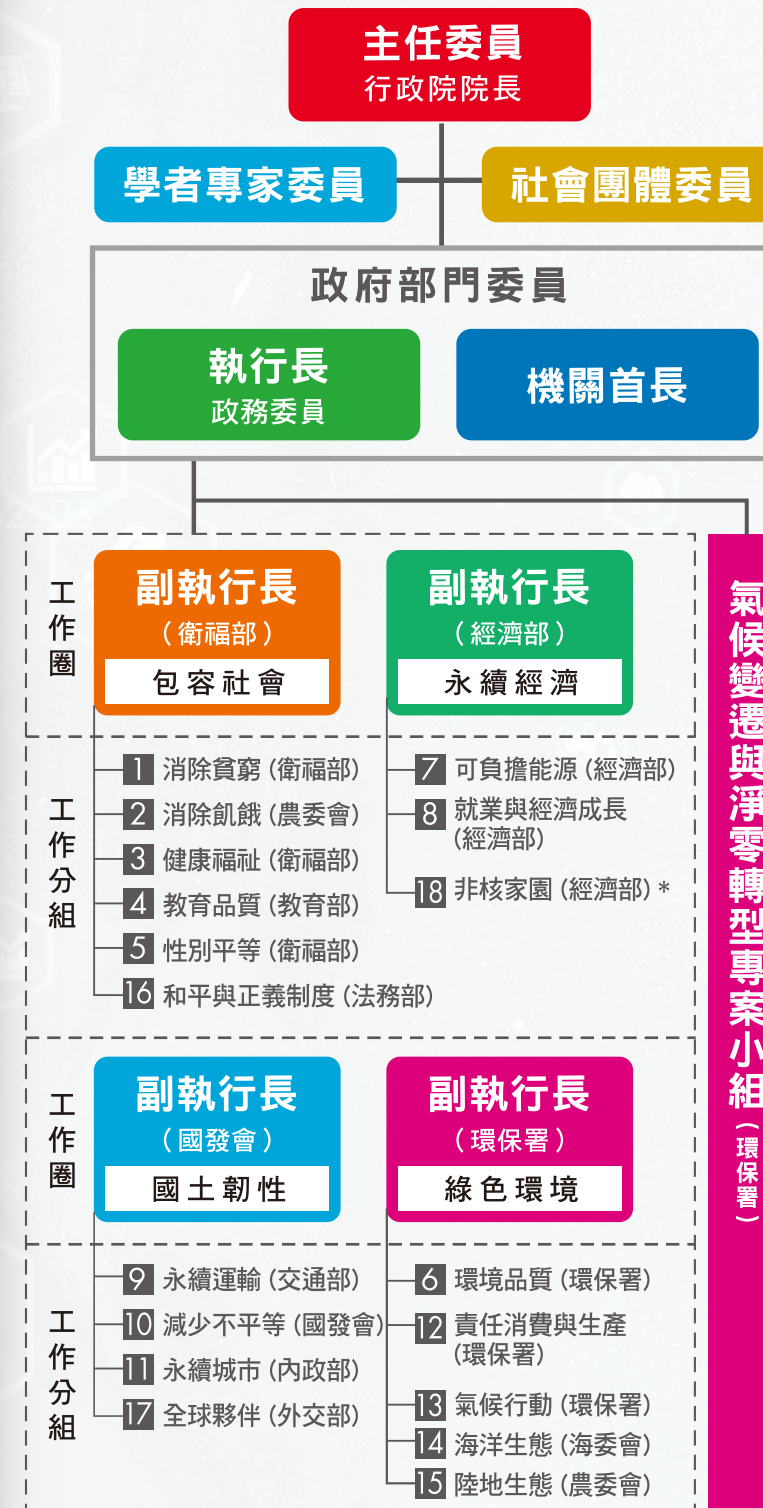 主任委員
行政院院長
學者專家委員
社會團體委員
政府部門委員
執行長
政務委員
機關首長
工作圈
副執行長
（衛福部）
包容社會
副執行長
（經濟部）
永續經濟
工作分組
1 消除貧窮 (衛福部)
2 消除飢餓 (農委會)
3 健康福祉 (衛福部)
4 教育品質 (教育部)
5 性別平等 (衛福部)
16 和平與正義制度 (法務部)
7 可負擔能源 (經濟部)
8 就業與經濟成長
(經濟部)
18 非核家園 (經濟部) *
工作圈
副執行長
（國發會）
國土韌性
副執行長
（環保署）
綠色環境
工作分組
9 永續運輸 (交通部)
10 減少不平等 (國發會)
11 永續城市 (內政部)
17 全球夥伴 (外交部)
6 環境品質 (環保署)
12 責任消費與生產
(環保署)
13 氣候行動 (環保署)
14 海洋生態 (海委會)
15 陸地生態 (農委會)
氣候變遷與淨零轉型專案小組（環保署）